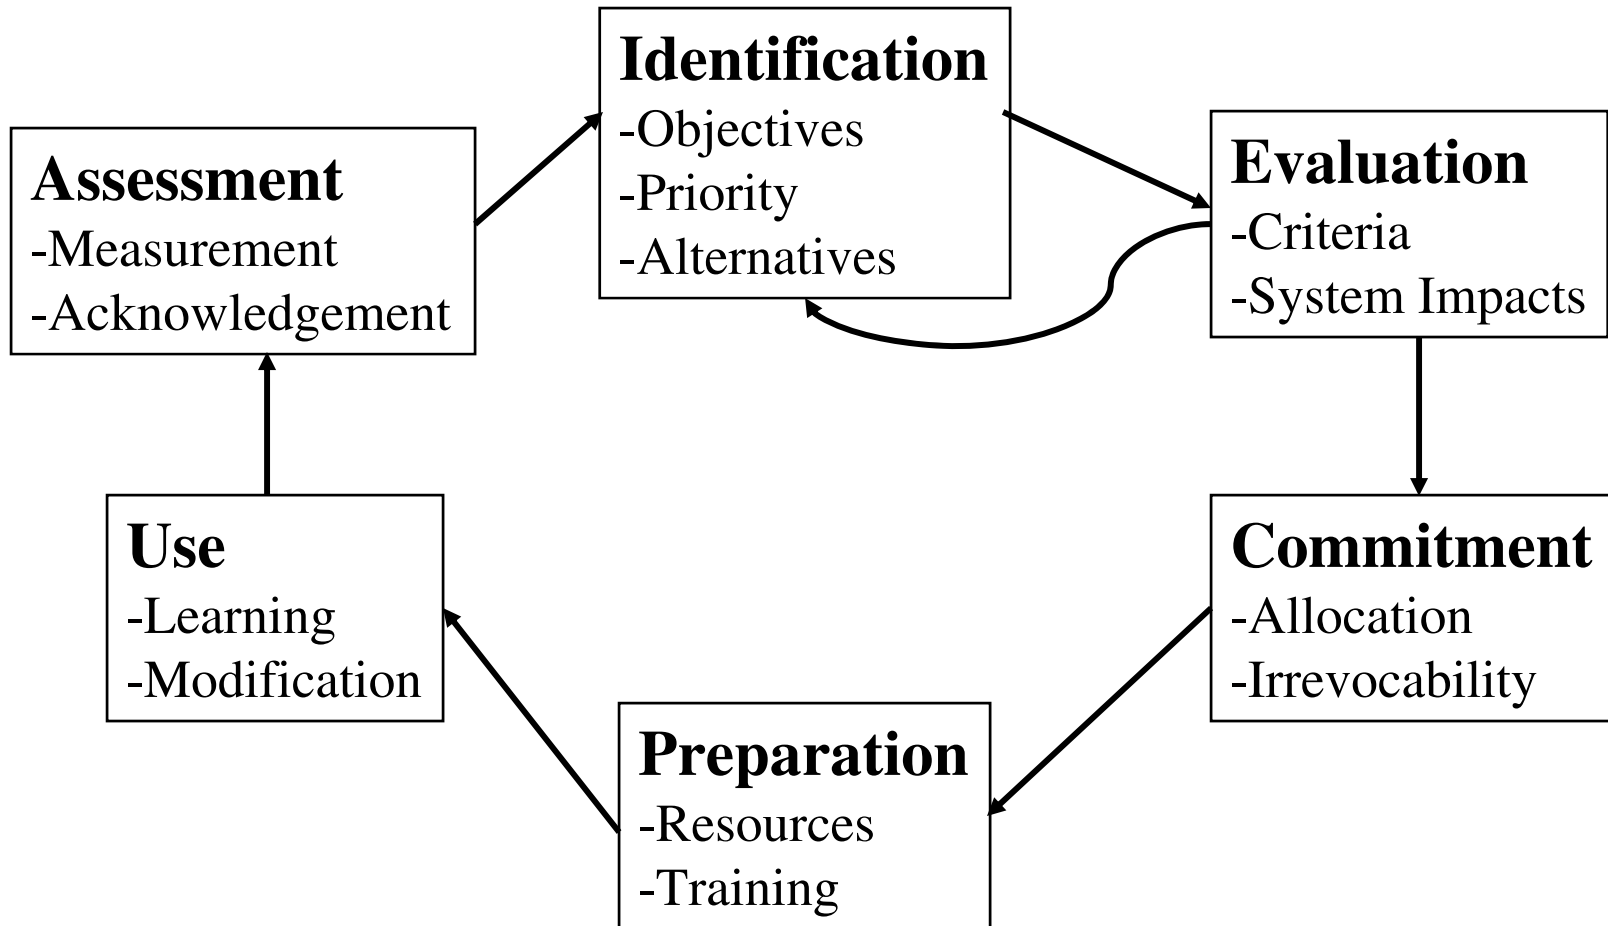 Identification
-Objectives
-Priority
-Alternatives
Evaluation
-Criteria
-System Impacts
Commitment
-Allocation
-Irrevocability
Preparation
-Resources
-Training
Use
-Learning
-Modification
Assessment
-Measurement
-Acknowledgement